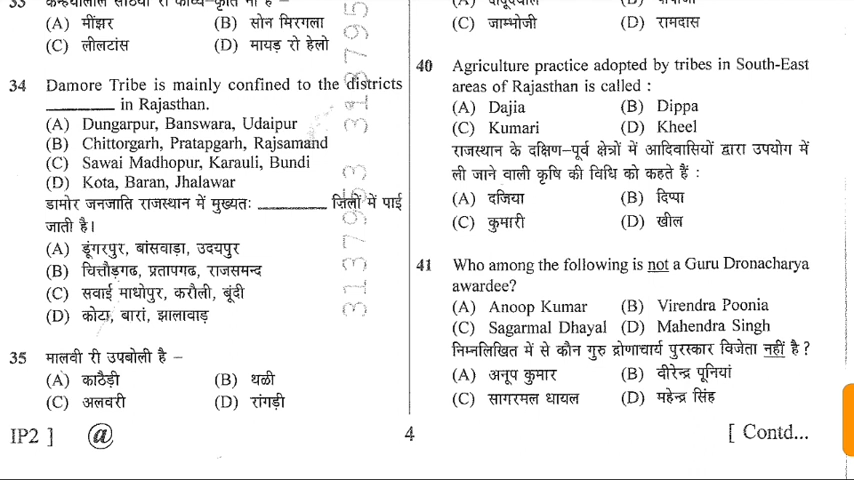 33 कन्हैयालाल सेठिया री काव्य–कृति नी है –
(A) मींझर (B) सोन मिरगला
(C) लीलटांस (D) मायड़ रो हेलो
34 Damore Tribe is mainly confined to the districts
________ in Rajasthan.
(A) Dungarpur, Banswara, Udaipur
(B) Chittorgarh, Pratapgarh, Rajsamand
(C) Sawai Madhopur, Karauli, Bundi
(D) Kota, Baran, Jhalawar
डामोर जनजाति राजस्थान में मुख्यतः ________ ज़िलों में पाई
जाती है।
(A) डूंगरपुर, बांसवाड़ा, उदयपुर
(B) चित्तौड़गढ, प्रतापगढ, राजसमन्द
(C) सवाई माधोपुर, करौली, बूंदी
(D) कोटा, बारां, झालावाड़
35 मालवी री उपबोली है –
(A) काठैड़ी (B) थळी
(C) अलवरी (D) रांगड़ी
(C) जाम्भोजी (D) रामदास
40 Agriculture practice adopted by tribes in South-East
areas of Rajasthan is called :
(A) Dajia (B) Dippa
(C) Kumari (D) Kheel
राजस्थान के दक्षिण–पूर्व क्षेत्रों में आदिवासियों द्वारा उपयोग में
ली जाने वाली कृषि की विधि को कहते हैं :
(A) दजिया (B) दिप्पा
(C) कुमारी (D) खील
41 Who among the following is not a Guru Dronacharya
awardee?
(A) Anoop Kumar (B) Virendra Poonia
(C) Sagarmal Dhayal (D) Mahendra Singh
निम्नलिखित में से कौन गुरु द्रोणाचार्य पुरस्कार विजेता नहीं है ?
(A) अनूप कुमार (B) वीरेन्द्र पूनियां
(C) सागरमल धायल (D) महेन्द्र सिंह
IP2 ] @ 4 [ Contd...